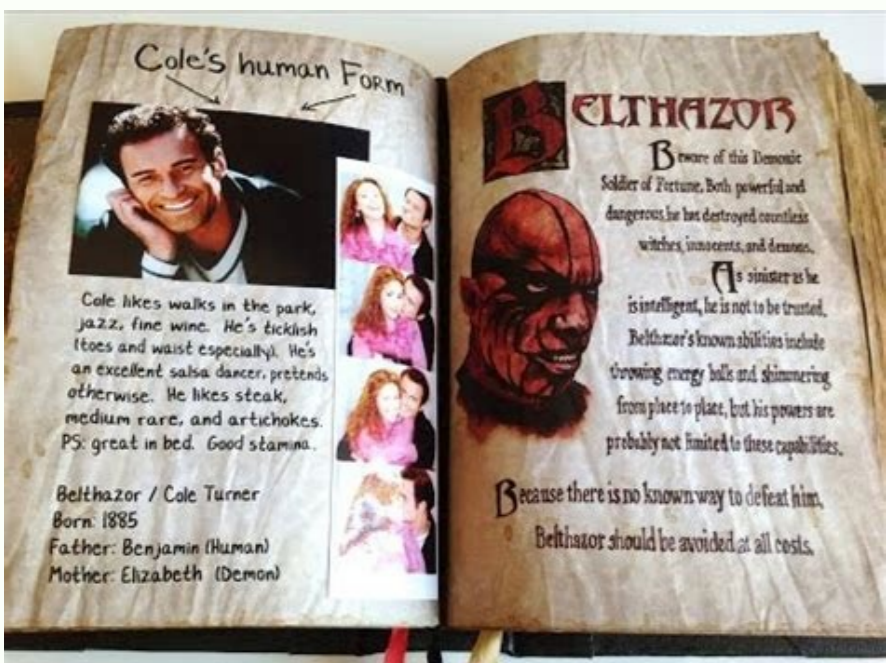 Cole's human Form
Cole likes walks in the park,
jazz, fine wine. He's ticklish
(toes and waist especially). He's
an excellent salsa dancer, pretends
otherwise. He likes steak,
medium rare, and artichokes.
PS: great in bed. Good stamina.
Belthazor / Cole Turner
Born: 1885
Father: Benjamin (Human)
Mother: Elizabeth (Demon)
BELTHAZOR
Beware of this Demonic
Soldier of Fortune. Both powerful and
dangerous, he has destroyed countless
witches, innocents, and demons.
As sinister as he
is intelligent, he is not to be trusted.
Belthazor's known abilities include
throwing energy balls and shimmering
from place to place, but his powers are
probably not limited to these capabilities.
Because there is no known way to defeat him,
Belthazor should be avoided at all costs.